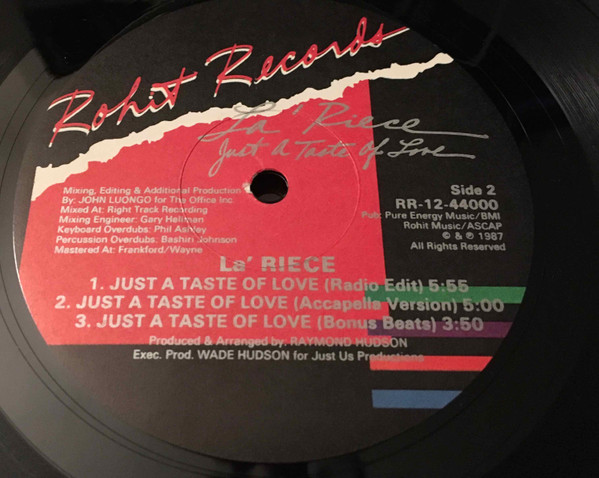 Rohit Records
La' Riece
Just A Taste Of Love
Mixing, Editing & Additional Production
By: JOHN LUONGO for The Office Inc.
Mixed At: Right Track Recording
Mixing Engineer: Gary Hellman
Keyboard Overdubs: Phil Ashley
Percussion Overdubs: Bashiri Johnson
Mastered At: Frankford/Wayne
Side 2
RR-12-44000
Pub: Pure Energy Music/BMI
Rohit Music/ASCAP
© & ℗ 1987
All Rights Reserved
La' RIECE
1. JUST A TASTE OF LOVE (Radio Edit) 5:55
2. JUST A TASTE OF LOVE (Accapella Version) 5:00
3. JUST A TASTE OF LOVE (Bonus Beats) 3:50
Produced & Arranged by: RAYMOND HUDSON
Exec. Prod. WADE HUDSON for Just Us Productions